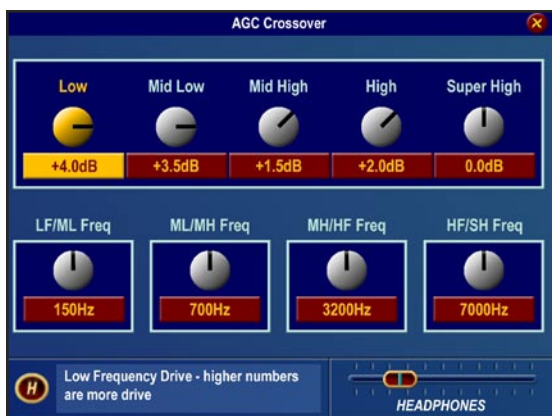 AGC Crossover
Low Mid Low Mid High High Super High
+4.0dB +3.5dB +1.5dB +2.0dB 0.0dB
LF/ML Freq ML/MH Freq MH/HF Freq HF/SH Freq
150Hz 700Hz 3200Hz 7000Hz
H
Low Frequency Drive - higher numbers
are more drive
HEADPHONES